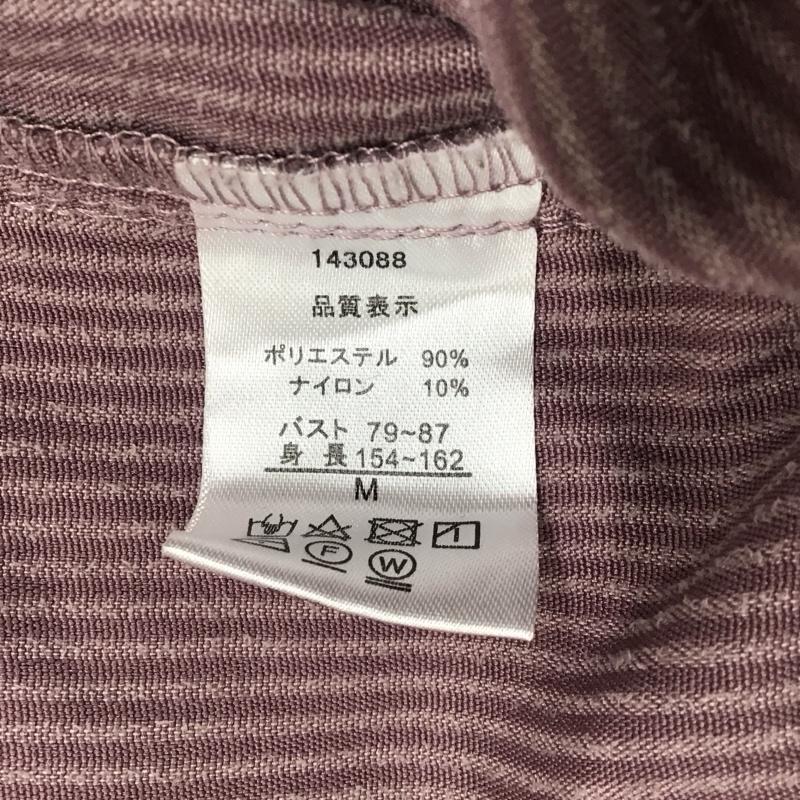 143088
品質表示
ポリエステル 90%
ナイロン 10%
バスト 79~87
身 長 154~162
M
F
W